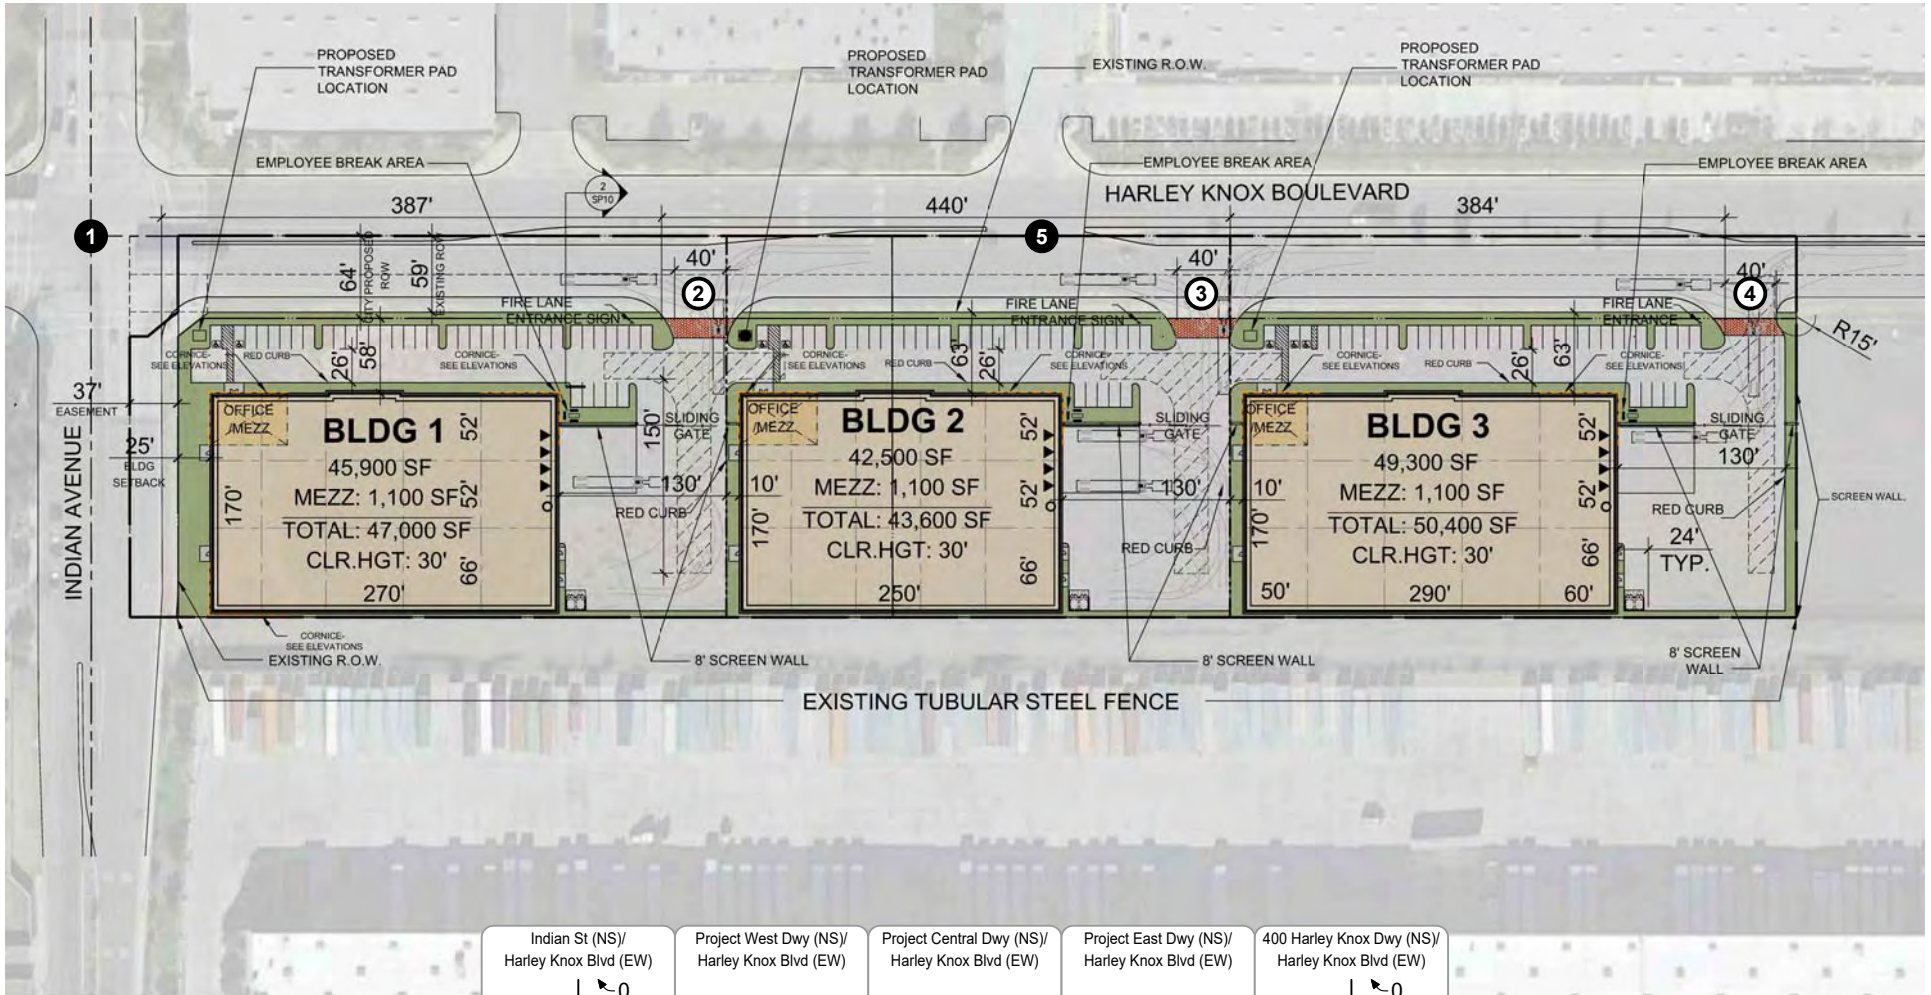 PROPOSED
TRANSFORMER PAD
LOCATION
PROPOSED
TRANSFORMER PAD
LOCATION
EXISTING R.O.W.
PROPOSED
TRANSFORMER PAD
LOCATION
EMPLOYEE BREAK AREA
EMPLOYEE BREAK AREA
EMPLOYEE BREAK AREA
2
SP10
HARLEY KNOX BOULEVARD
387'
440'
384'
1
5
64'
CITY PROPOSED
ROW
59'
EXISTING ROW
40'
40'
40'
2
3
4
FIRE LANE
ENTRANCE SIGN
FIRE LANE
ENTRANCE SIGN
FIRE LANE
ENTRANCE
R15'
CORNICE-
SEE ELEVATIONS
RED CURB
26'
58'
CORNICE-
SEE ELEVATIONS
CORNICE-
SEE ELEVATIONS
RED CURB
63'
26'
CORNICE-
SEE ELEVATIONS
CORNICE-
SEE ELEVATIONS
RED CURB
26'
63'
CORNICE-
SEE ELEVATIONS
37'
EASEMENT
25'
BLDG
SETBACK
INDIAN AVENUE
OFFICE
/MEZZ
BLDG 1
45,900 SF
MEZZ: 1,100 SF
TOTAL: 47,000 SF
CLR.HGT: 30'
170'
270'
52'
52'
66'
150'
SLIDING
GATE
130'
RED CURB
10'
OFFICE
/MEZZ
BLDG 2
42,500 SF
MEZZ: 1,100 SF
TOTAL: 43,600 SF
CLR.HGT: 30'
170'
250'
52'
52'
66'
SLIDING
GATE
130'
RED CURB
10'
OFFICE
/MEZZ
BLDG 3
49,300 SF
MEZZ: 1,100 SF
TOTAL: 50,400 SF
CLR.HGT: 30'
170'
50'
290'
60'
52'
52'
66'
SLIDING
GATE
130'
RED CURB
24'
TYP.
SCREEN WALL
CORNICE-
SEE ELEVATIONS
EXISTING R.O.W.
8' SCREEN WALL
8' SCREEN WALL
8' SCREEN
WALL
EXISTING TUBULAR STEEL FENCE
Indian St (NS)/
Harley Knox Blvd (EW)
0
Project West Dwy (NS)/
Harley Knox Blvd (EW)
Project Central Dwy (NS)/
Harley Knox Blvd (EW)
Project East Dwy (NS)/
Harley Knox Blvd (EW)
400 Harley Knox Dwy (NS)/
Harley Knox Blvd (EW)
0